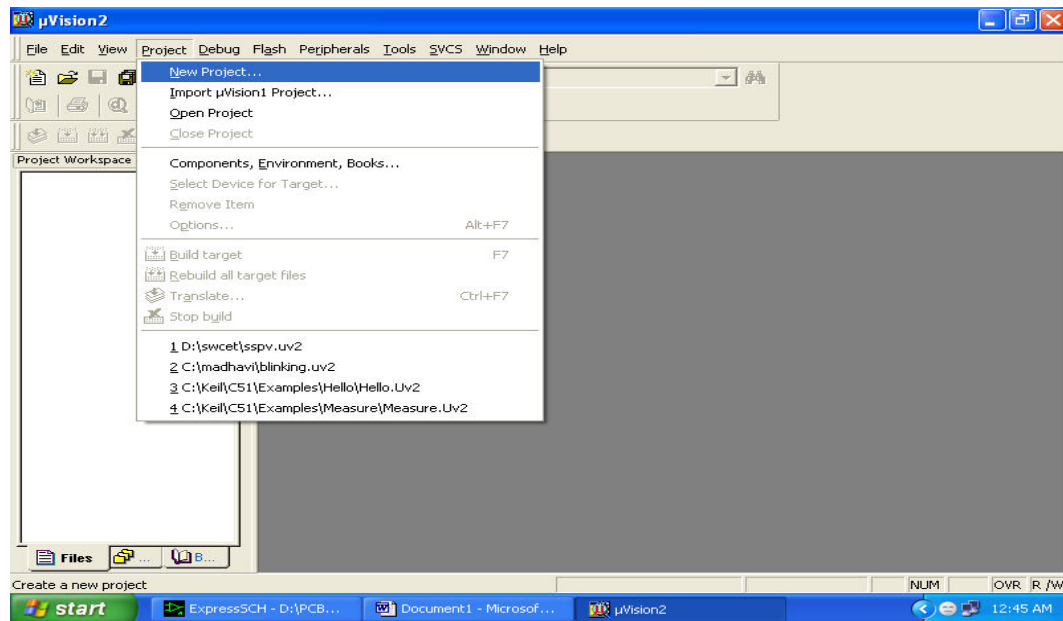 µVision2
File Edit View Project Debug Flash Peripherals Tools SVCS Window Help
New Project...
Import µVision1 Project...
Open Project
Close Project
Project Workspace
Components, Environment, Books...
Select Device for Target...
Remove Item
Options... Alt+F7
Build target F7
Rebuild all target files
Translate... Ctrl+F7
Stop build
1 D:\swcet\sspv.uv2
2 C:\madhavi\blinking.uv2
3 C:\Keil\C51\Examples\Hello\Hello.Uv2
4 C:\Keil\C51\Examples\Measure\Measure.Uv2
Files ... B...
Create a new project NUM OVR R/W
start ExpressSCH - D:\PCB... Document1 - Microsof... µVision2 12:45 AM